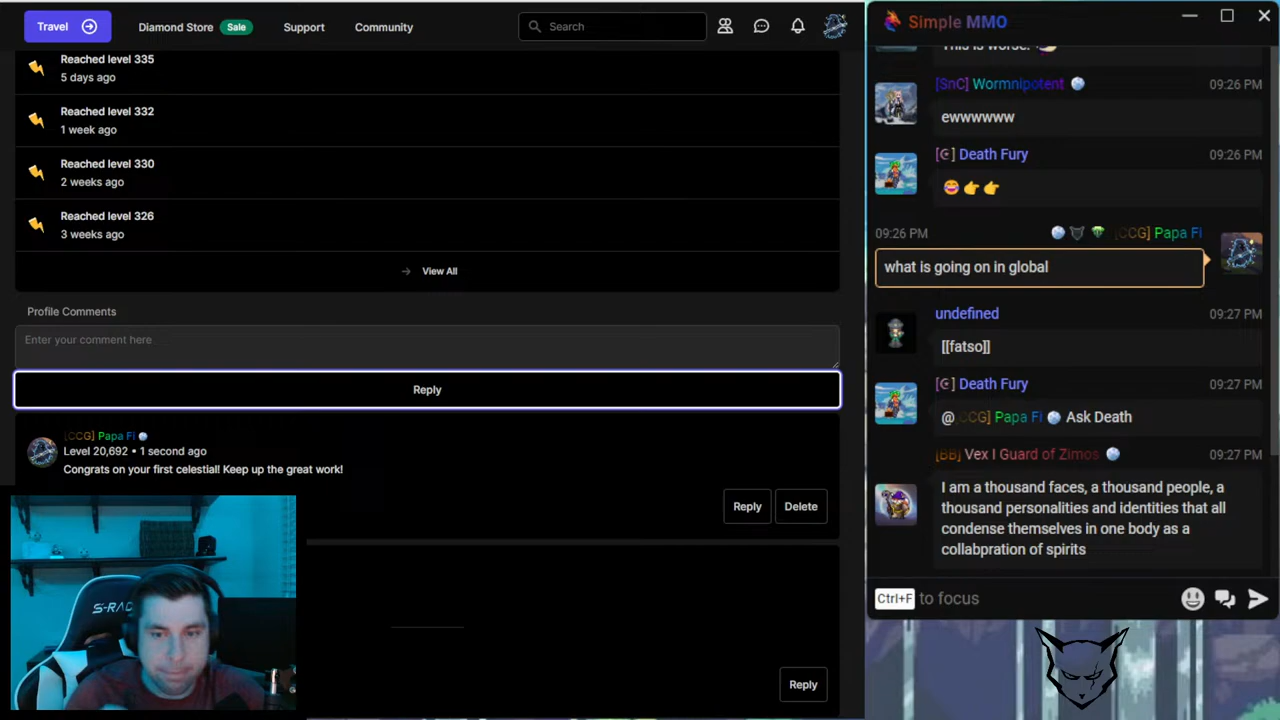 Travel
Diamond Store Sale
Support
Community
Search
Reached level 335
5 days ago
Reached level 332
1 week ago
Reached level 330
2 weeks ago
Reached level 326
3 weeks ago
View All
Profile Comments
Enter your comment here
Reply
[CCG] Papa Fi
Level 20,692 • 1 second ago
Congrats on your first celestial! Keep up the great work!
Reply
Delete
Reply
S-RAC
Simple MMO
This is worse.
[SnC] Wormnipotent
09:26 PM
ewwwwww
[☪] Death Fury
09:26 PM
😂👉👉
09:26 PM
[CCG] Papa Fi
what is going on in global
undefined
09:27 PM
[[fatso]]
[☪] Death Fury
09:27 PM
@[CCG] Papa Fi Ask Death
[BB] Vex I Guard of Zimos
09:27 PM
I am a thousand faces, a thousand people, a
thousand personalities and identities that all
condense themselves in one body as a
collabpration of spirits
Ctrl+F to focus